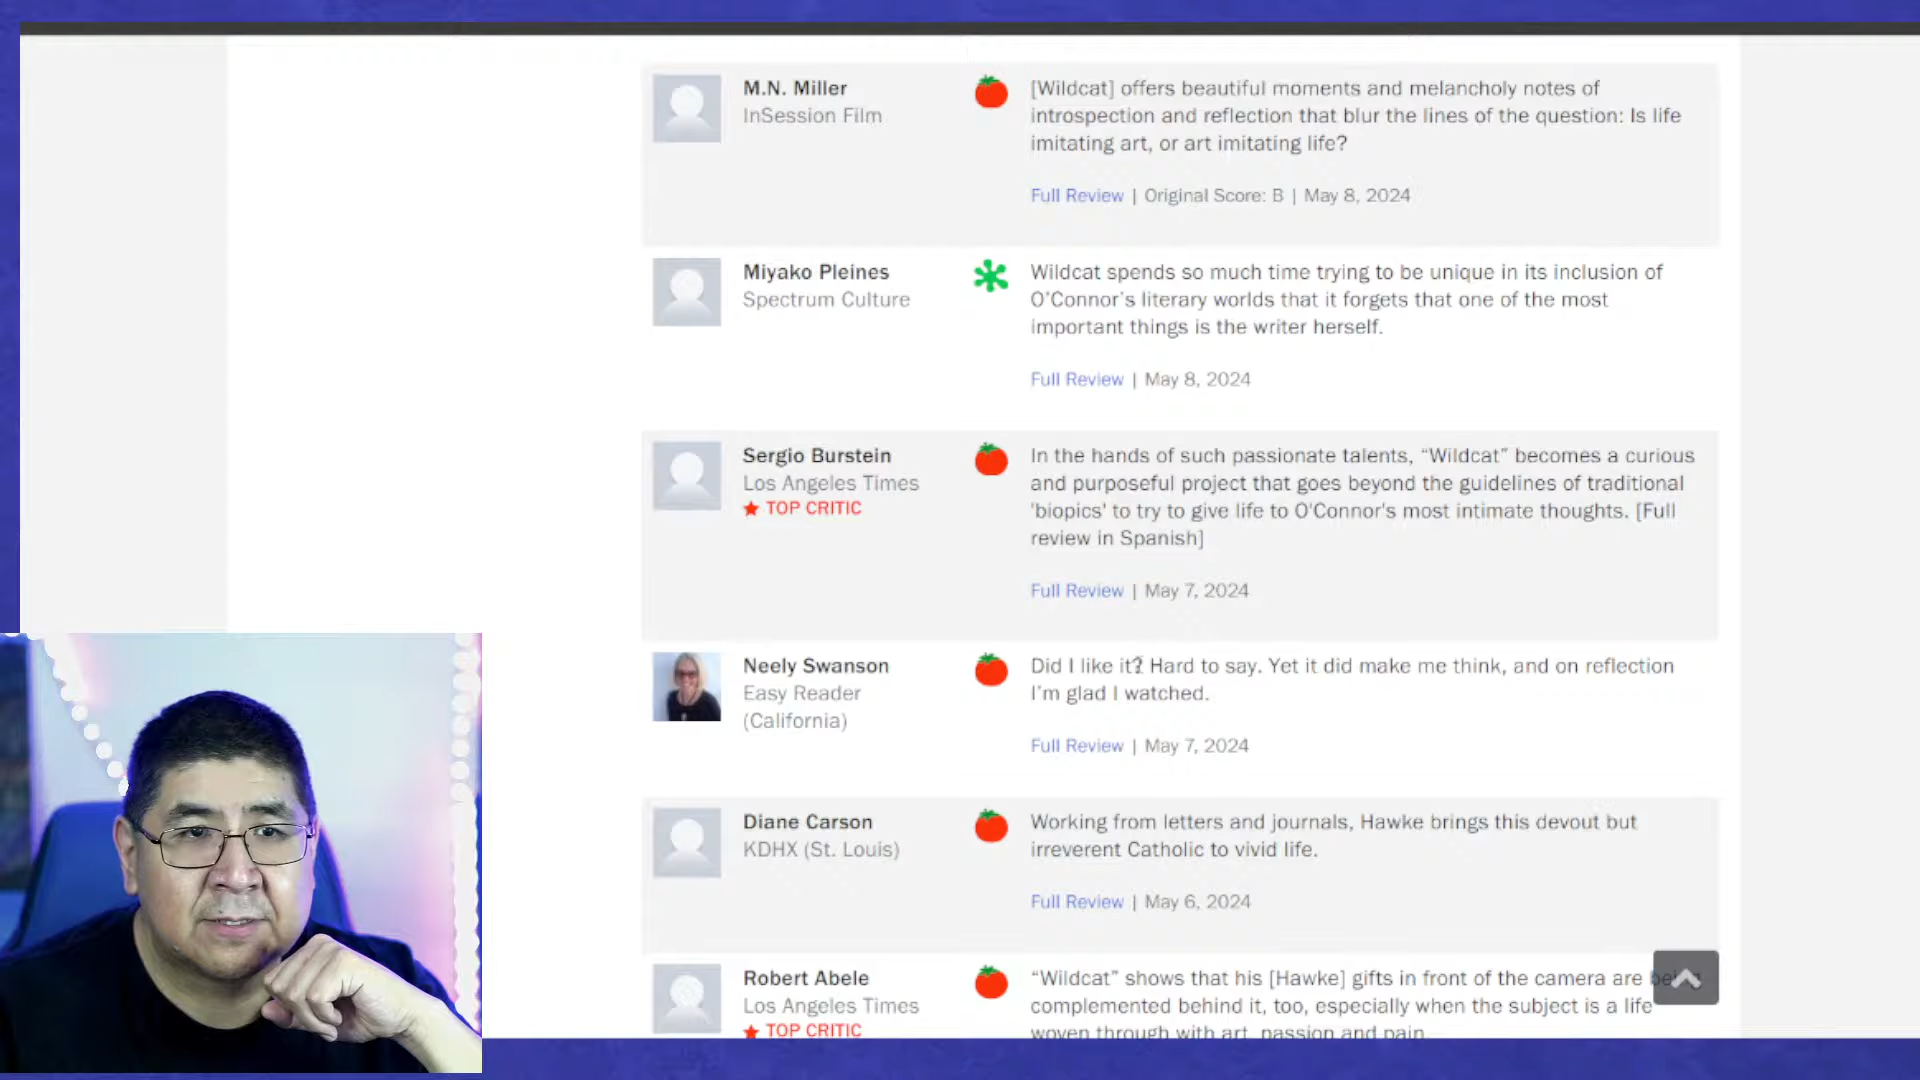 M.N. Miller
InSession Film
[Wildcat] offers beautiful moments and melancholy notes of
introspection and reflection that blur the lines of the question: Is life
imitating art, or art imitating life?
Full Review | Original Score: B | May 8, 2024
Miyako Pleines
Spectrum Culture
Wildcat spends so much time trying to be unique in its inclusion of
O'Connor's literary worlds that it forgets that one of the most
important things is the writer herself.
Full Review | May 8, 2024
Sergio Burstein
Los Angeles Times
TOP CRITIC
In the hands of such passionate talents, “Wildcat” becomes a curious
and purposeful project that goes beyond the guidelines of traditional
'biopics' to try to give life to O'Connor's most intimate thoughts. [Full
review in Spanish]
Full Review | May 7, 2024
Neely Swanson
Easy Reader
(California)
Did I like it? Hard to say. Yet it did make me think, and on reflection
I'm glad I watched.
Full Review | May 7, 2024
Diane Carson
KDHX (St. Louis)
Working from letters and journals, Hawke brings this devout but
irreverent Catholic to vivid life.
Full Review | May 6, 2024
Robert Abele
Los Angeles Times
TOP CRITIC
“Wildcat” shows that his [Hawke] gifts in front of the camera are being
complemented behind it, too, especially when the subject is a life
woven through with art, passion and pain.